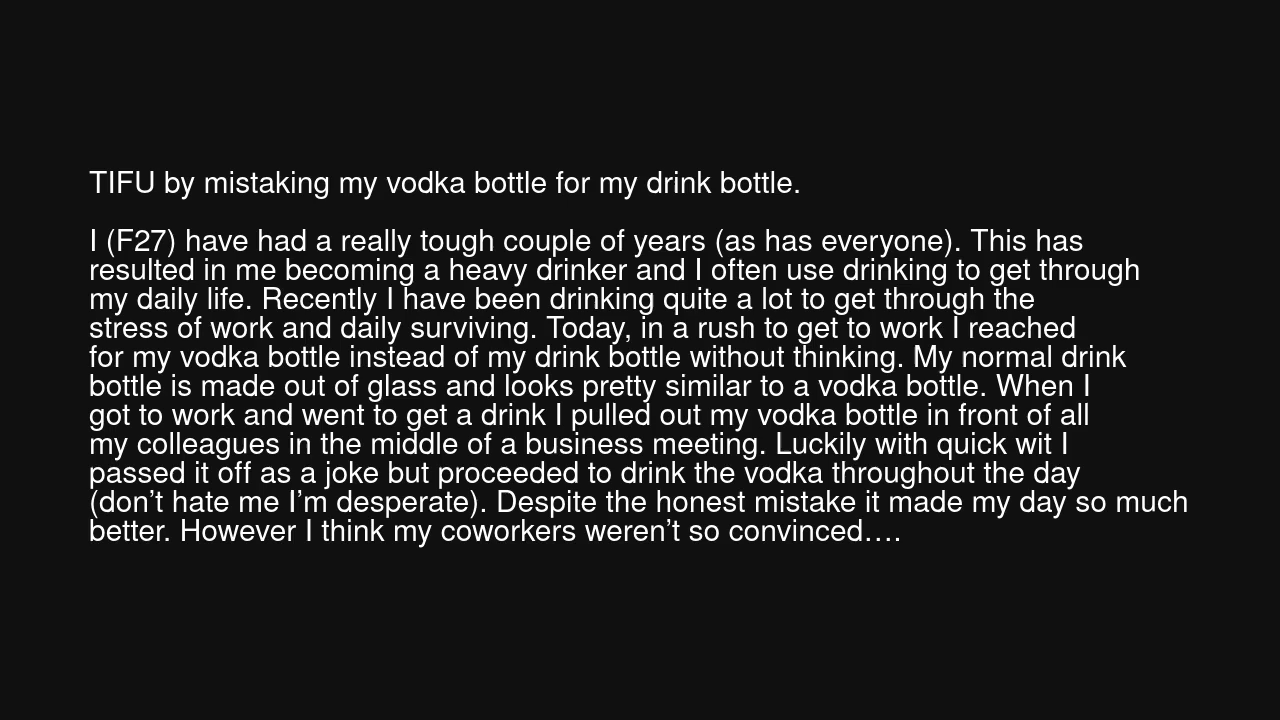 TIFU by mistaking my vodka bottle for my drink bottle.
I (F27) have had a really tough couple of years (as has everyone). This has
resulted in me becoming a heavy drinker and I often use drinking to get through
my daily life. Recently I have been drinking quite a lot to get through the
stress of work and daily surviving. Today, in a rush to get to work I reached
for my vodka bottle instead of my drink bottle without thinking. My normal drink
bottle is made out of glass and looks pretty similar to a vodka bottle. When I
got to work and went to get a drink I pulled out my vodka bottle in front of all
my colleagues in the middle of a business meeting. Luckily with quick wit I
passed it off as a joke but proceeded to drink the vodka throughout the day
(don’t hate me I’m desperate). Despite the honest mistake it made my day so much
better. However I think my coworkers weren’t so convinced….